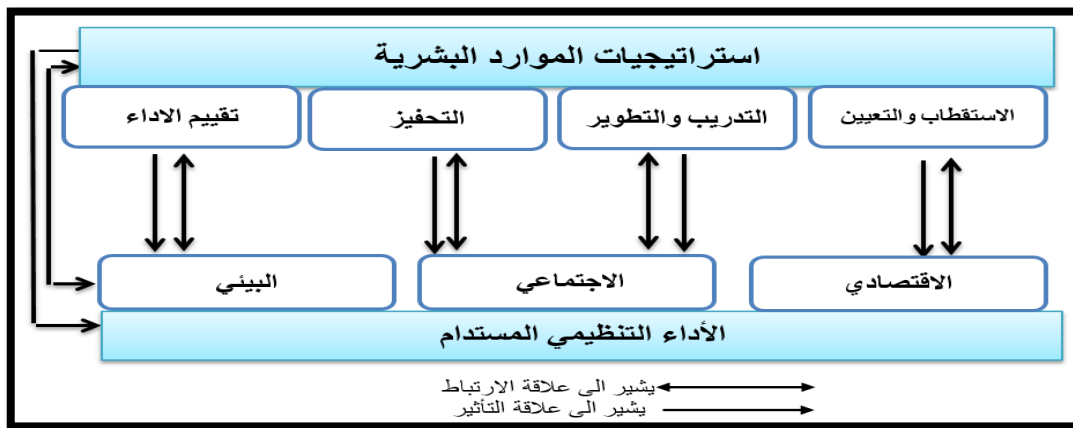 استراتيجيات الموارد البشرية
الاستقطاب والتعيين
التدريب والتطوير
التحفيز
تقييم الاداء
الاقتصادي
الاجتماعي
البيئي
الأداء التنظيمي المستدام
يشير الى علاقة الارتباط
يشير الى علاقة التأثير